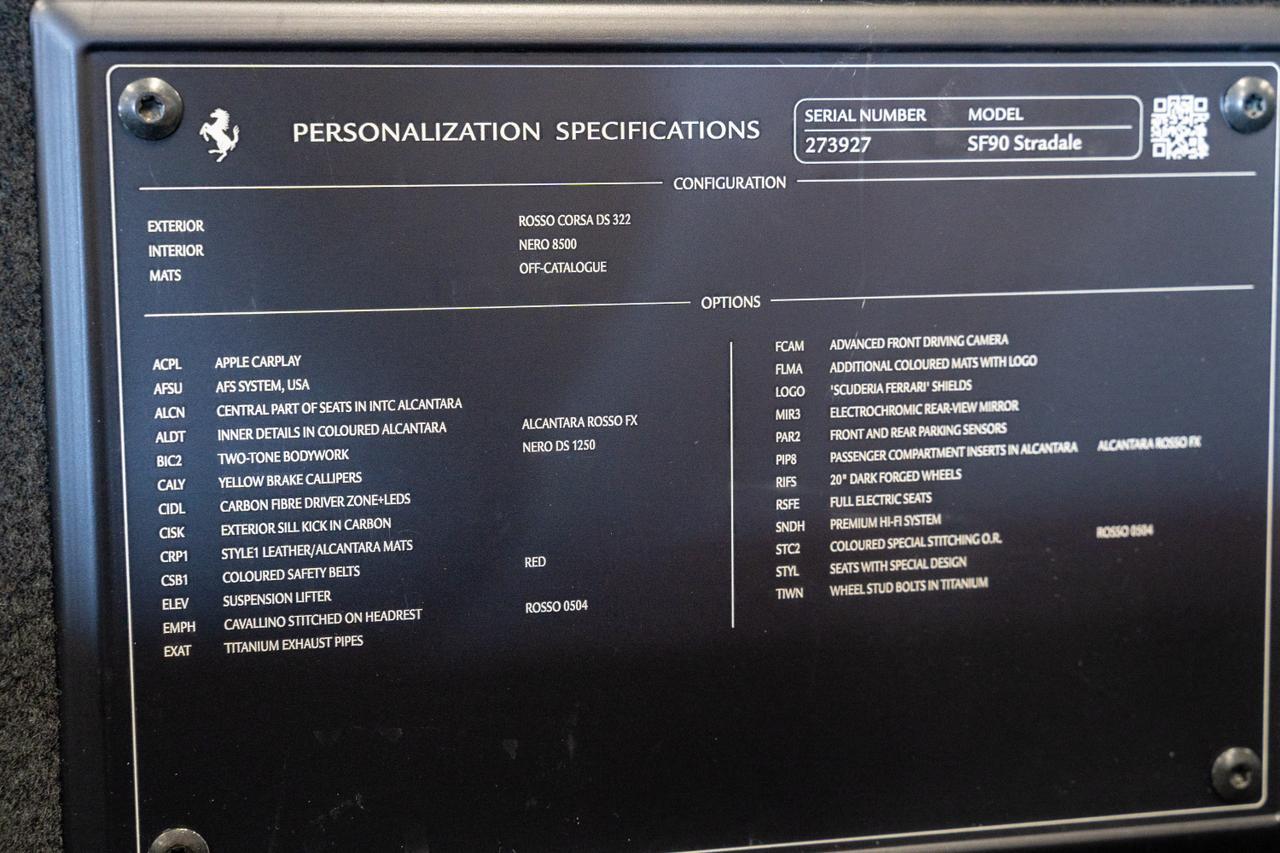 PERSONALIZATION SPECIFICATIONS
SERIAL NUMBER MODEL
273927 SF90 Stradale
CONFIGURATION
EXTERIOR ROSSO CORSA DS 322
INTERIOR NERO 8500
MATS OFF-CATALOGUE
OPTIONS
ACPL APPLE CARPLAY
AFSU AFS SYSTEM, USA
ALCN CENTRAL PART OF SEATS IN INTC ALCANTARA
ALDT INNER DETAILS IN COLOURED ALCANTARA ALCANTARA ROSSO FX
BIC2 TWO-TONE BODYWORK NERO DS 1250
CALY YELLOW BRAKE CALLIPERS
CIDL CARBON FIBRE DRIVER ZONE+LEDS
CISK EXTERIOR SILL KICK IN CARBON
CRP1 STYLE1 LEATHER/ALCANTARA MATS
CSB1 COLOURED SAFETY BELTS RED
ELEV SUSPENSION LIFTER
EMPH CAVALLINO STITCHED ON HEADREST ROSSO 0504
EXAT TITANIUM EXHAUST PIPES
FCAM ADVANCED FRONT DRIVING CAMERA
FLMA ADDITIONAL COLOURED MATS WITH LOGO
LOGO 'SCUDERIA FERRARI' SHIELDS
MIR3 ELECTROCHROMIC REAR-VIEW MIRROR
PAR2 FRONT AND REAR PARKING SENSORS
PIP8 PASSENGER COMPARTMENT INSERTS IN ALCANTARA ALCANTARA ROSSO FX
RIFS 20" DARK FORGED WHEELS
RSFE FULL ELECTRIC SEATS
SNDH PREMIUM HI-FI SYSTEM
STC2 COLOURED SPECIAL STITCHING O.R. ROSSO 0504
STYL SEATS WITH SPECIAL DESIGN
TIWN WHEEL STUD BOLTS IN TITANIUM